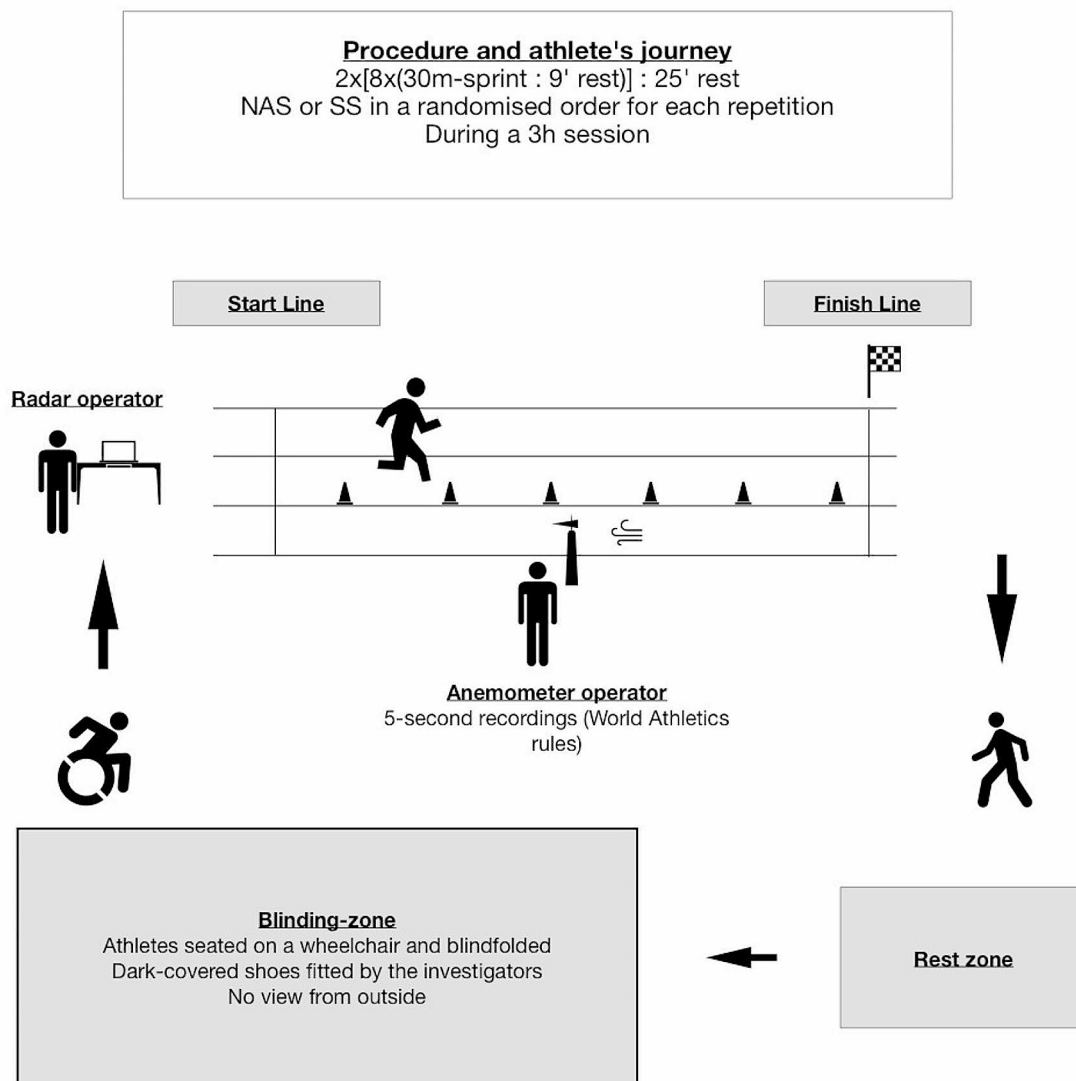 Procedure and athlete's journey
2x[8x(30m-sprint : 9' rest)] : 25' rest
NAS or SS in a randomised order for each repetition
During a 3h session
Start Line
Finish Line
Radar operator
Anemometer operator
5-second recordings (World Athletics
rules)
Blinding-zone
Athletes seated on a wheelchair and blindfolded
Dark-covered shoes fitted by the investigators
No view from outside
Rest zone